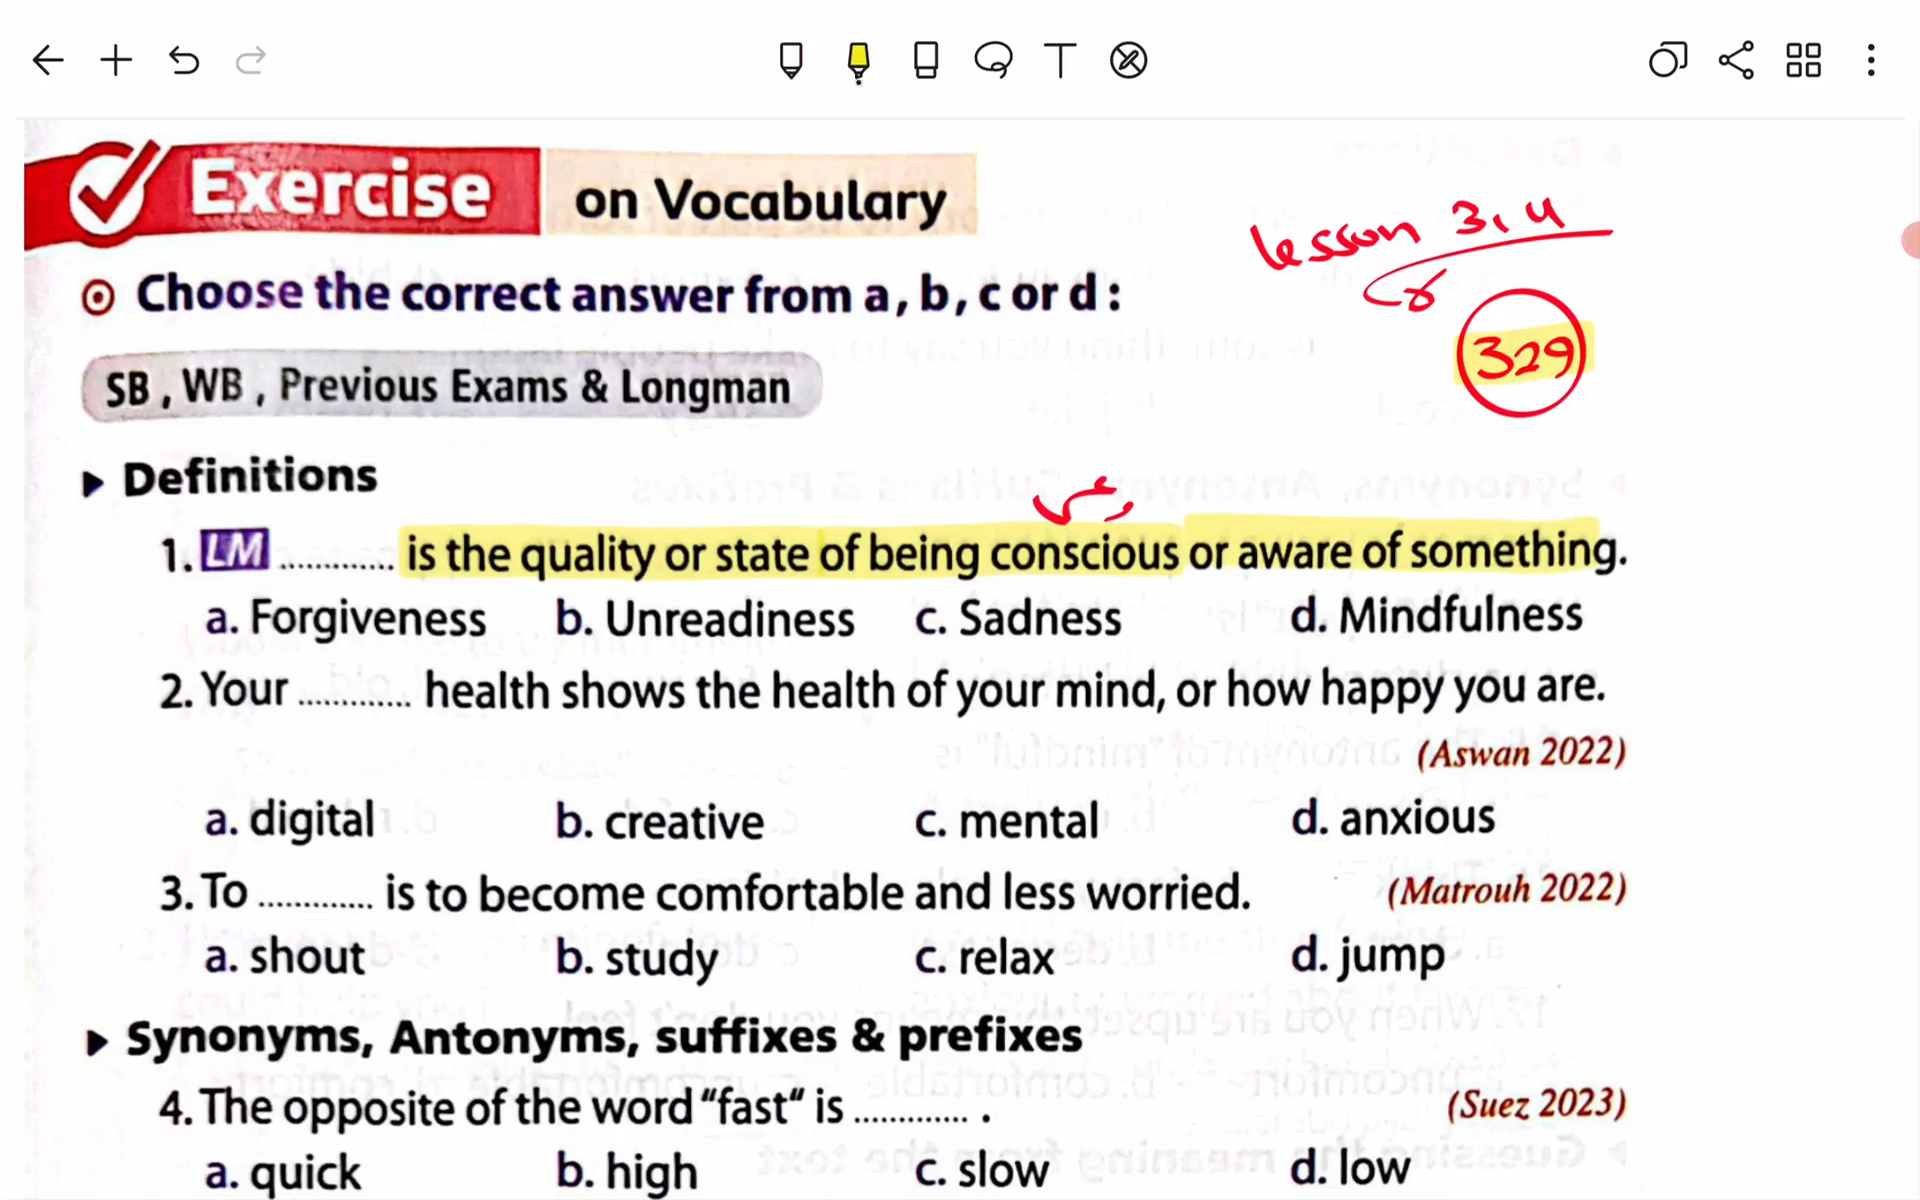 Exercise on Vocabulary
lesson 3, 4
Choose the correct answer from a, b, c or d :
329
SB , WB , Previous Exams & Longman
Definitions
1. LM ............ is the quality or state of being conscious or aware of something.
a. Forgiveness b. Unreadiness c. Sadness d. Mindfulness
2. Your ............ health shows the health of your mind, or how happy you are.
(Aswan 2022)
a. digital b. creative c. mental d. anxious
3. To ............ is to become comfortable and less worried. (Matrouh 2022)
a. shout b. study c. relax d. jump
Synonyms, Antonyms, suffixes & prefixes
4. The opposite of the word “fast“ is ............ . (Suez 2023)
a. quick b. high c. slow d. low